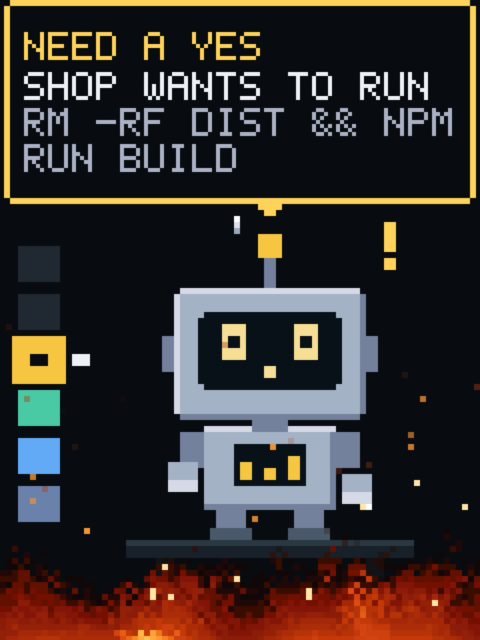 NEED A YES
SHOP WANTS TO RUN
RM -RF DIST && NPM
RUN BUILD
!